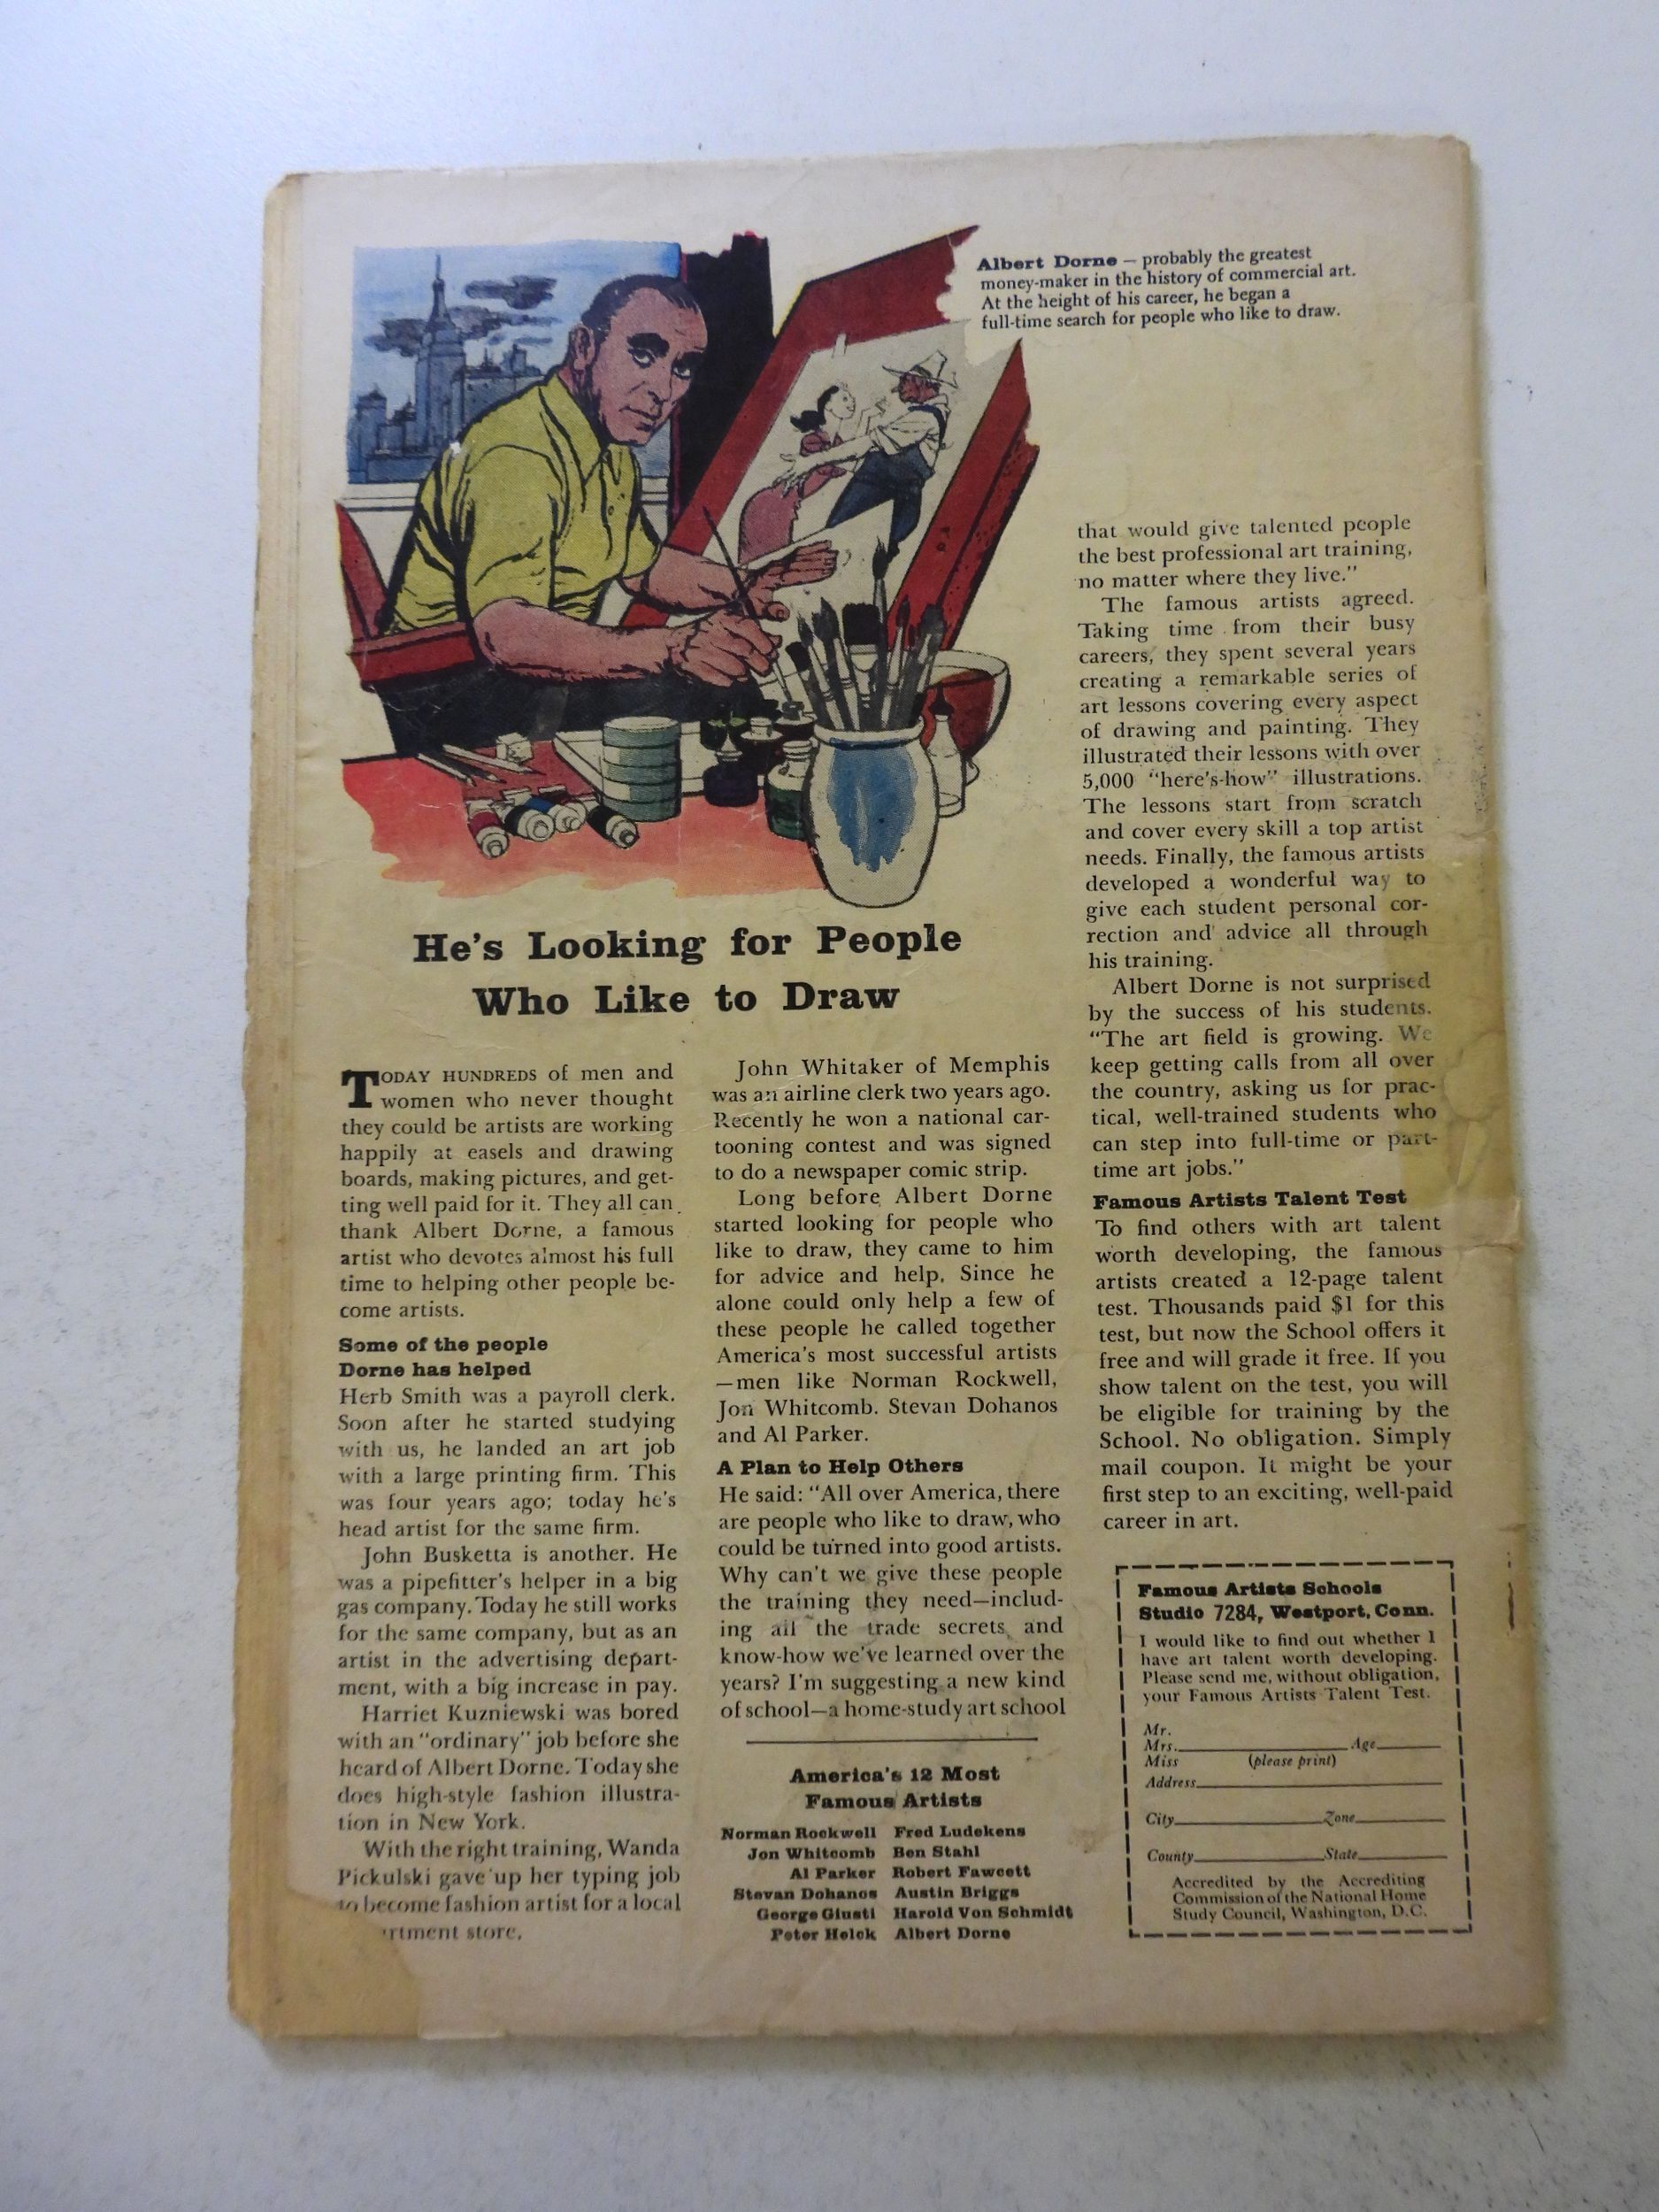 Albert Dorne — probably the greatest
money-maker in the history of commercial art.
At the height of his career, he began a
full-time search for people who like to draw.
He's Looking for People
Who Like to Draw
TODAY HUNDREDS of men and
women who never thought
they could be artists are working
happily at easels and drawing
boards, making pictures, and get-
ting well paid for it. They all can
thank Albert Dorne, a famous
artist who devotes almost his full
time to helping other people be-
come artists.
Some of the people
Dorne has helped
Herb Smith was a payroll clerk.
Soon after he started studying
with us, he landed an art job
with a large printing firm. This
was four years ago; today he's
head artist for the same firm.
John Busketta is another. He
was a pipefitter's helper in a big
gas company. Today he still works
for the same company, but as an
artist in the advertising depart-
ment, with a big increase in pay.
Harriet Kuzniewski was bored
with an "ordinary" job before she
heard of Albert Dorne. Today she
does high-style fashion illustra-
tion in New York.
With the right training, Wanda
Pickulski gave up her typing job
to become fashion artist for a local
rtment store.
John Whitaker of Memphis
was an airline clerk two years ago.
Recently he won a national car-
tooning contest and was signed
to do a newspaper comic strip.
Long before Albert Dorne
started looking for people who
like to draw, they came to him
for advice and help. Since he
alone could only help a few of
these people he called together
America's most successful artists
—men like Norman Rockwell,
Jon Whitcomb. Stevan Dohanos
and Al Parker.
A Plan to Help Others
He said: "All over America, there
are people who like to draw, who
could be turned into good artists.
Why can't we give these people
the training they need—includ-
ing all the trade secrets and
know-how we've learned over the
years? I'm suggesting a new kind
of school—a home-study art school
that would give talented people
the best professional art training,
no matter where they live."
The famous artists agreed.
Taking time from their busy
careers, they spent several years
creating a remarkable series of
art lessons covering every aspect
of drawing and painting. They
illustrated their lessons with over
5,000 "here's-how" illustrations.
The lessons start from scratch
and cover every skill a top artist
needs. Finally, the famous artists
developed a wonderful way to
give each student personal cor-
rection and advice all through
his training.
Albert Dorne is not surprised
by the success of his students.
"The art field is growing. We
keep getting calls from all over
the country, asking us for prac-
tical, well-trained students who
can step into full-time or part-
time art jobs."
Famous Artists Talent Test
To find others with art talent
worth developing, the famous
artists created a 12-page talent
test. Thousands paid $1 for this
test, but now the School offers it
free and will grade it free. If you
show talent on the test, you will
be eligible for training by the
School. No obligation. Simply
mail coupon. It might be your
first step to an exciting, well-paid
career in art.
America's 12 Most
Famous Artists
Norman Rockwell Fred Ludekens
Jon Whitcomb Ben Stahl
Al Parker Robert Fawcett
Stevan Dohanos Austin Briggs
George Giusti Harold Von Schmidt
Peter Helck Albert Dorne
Famous Artists Schools
Studio 7284, Westport, Conn.
I would like to find out whether I
have art talent worth developing.
Please send me, without obligation,
your Famous Artists Talent Test.
Mr.
Mrs. Age
Miss (please print)
Address
City Zone
County State
Accredited by the Accrediting
Commission of the National Home
Study Council, Washington, D.C.